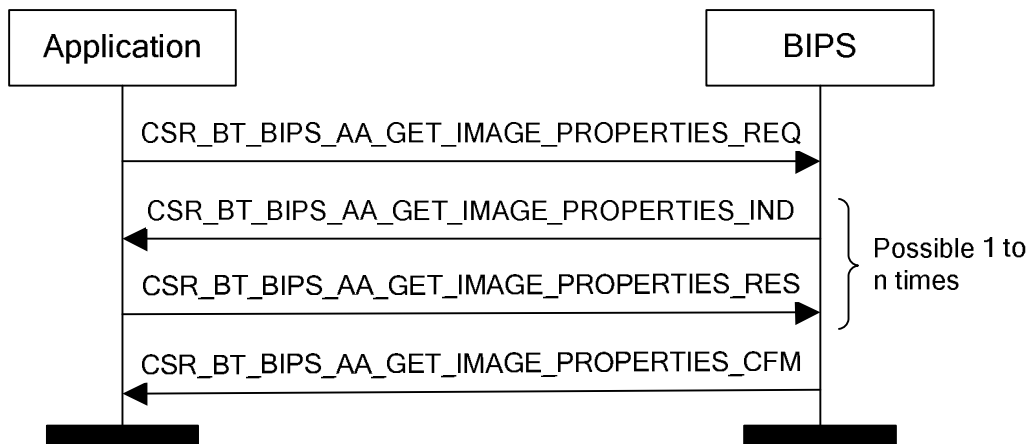 Application
BIPS
CSR_BT_BIPS_AA_GET_IMAGE_PROPERTIES_REQ
CSR_BT_BIPS_AA_GET_IMAGE_PROPERTIES_IND
Possible 1 to
n times
CSR_BT_BIPS_AA_GET_IMAGE_PROPERTIES_RES
CSR_BT_BIPS_AA_GET_IMAGE_PROPERTIES_CFM